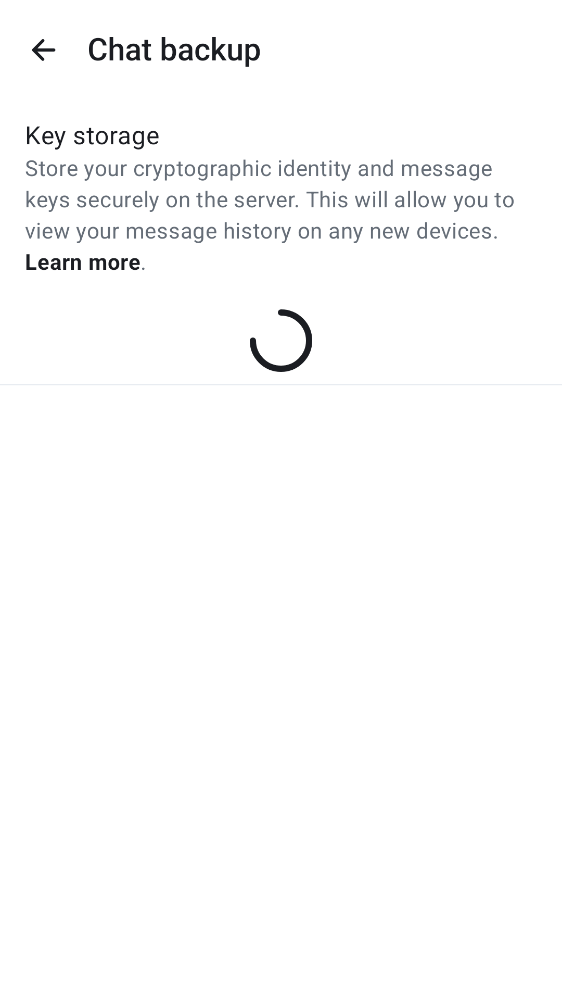 Chat backup
Key storage
Store your cryptographic identity and message
keys securely on the server. This will allow you to
view your message history on any new devices.
Learn more.